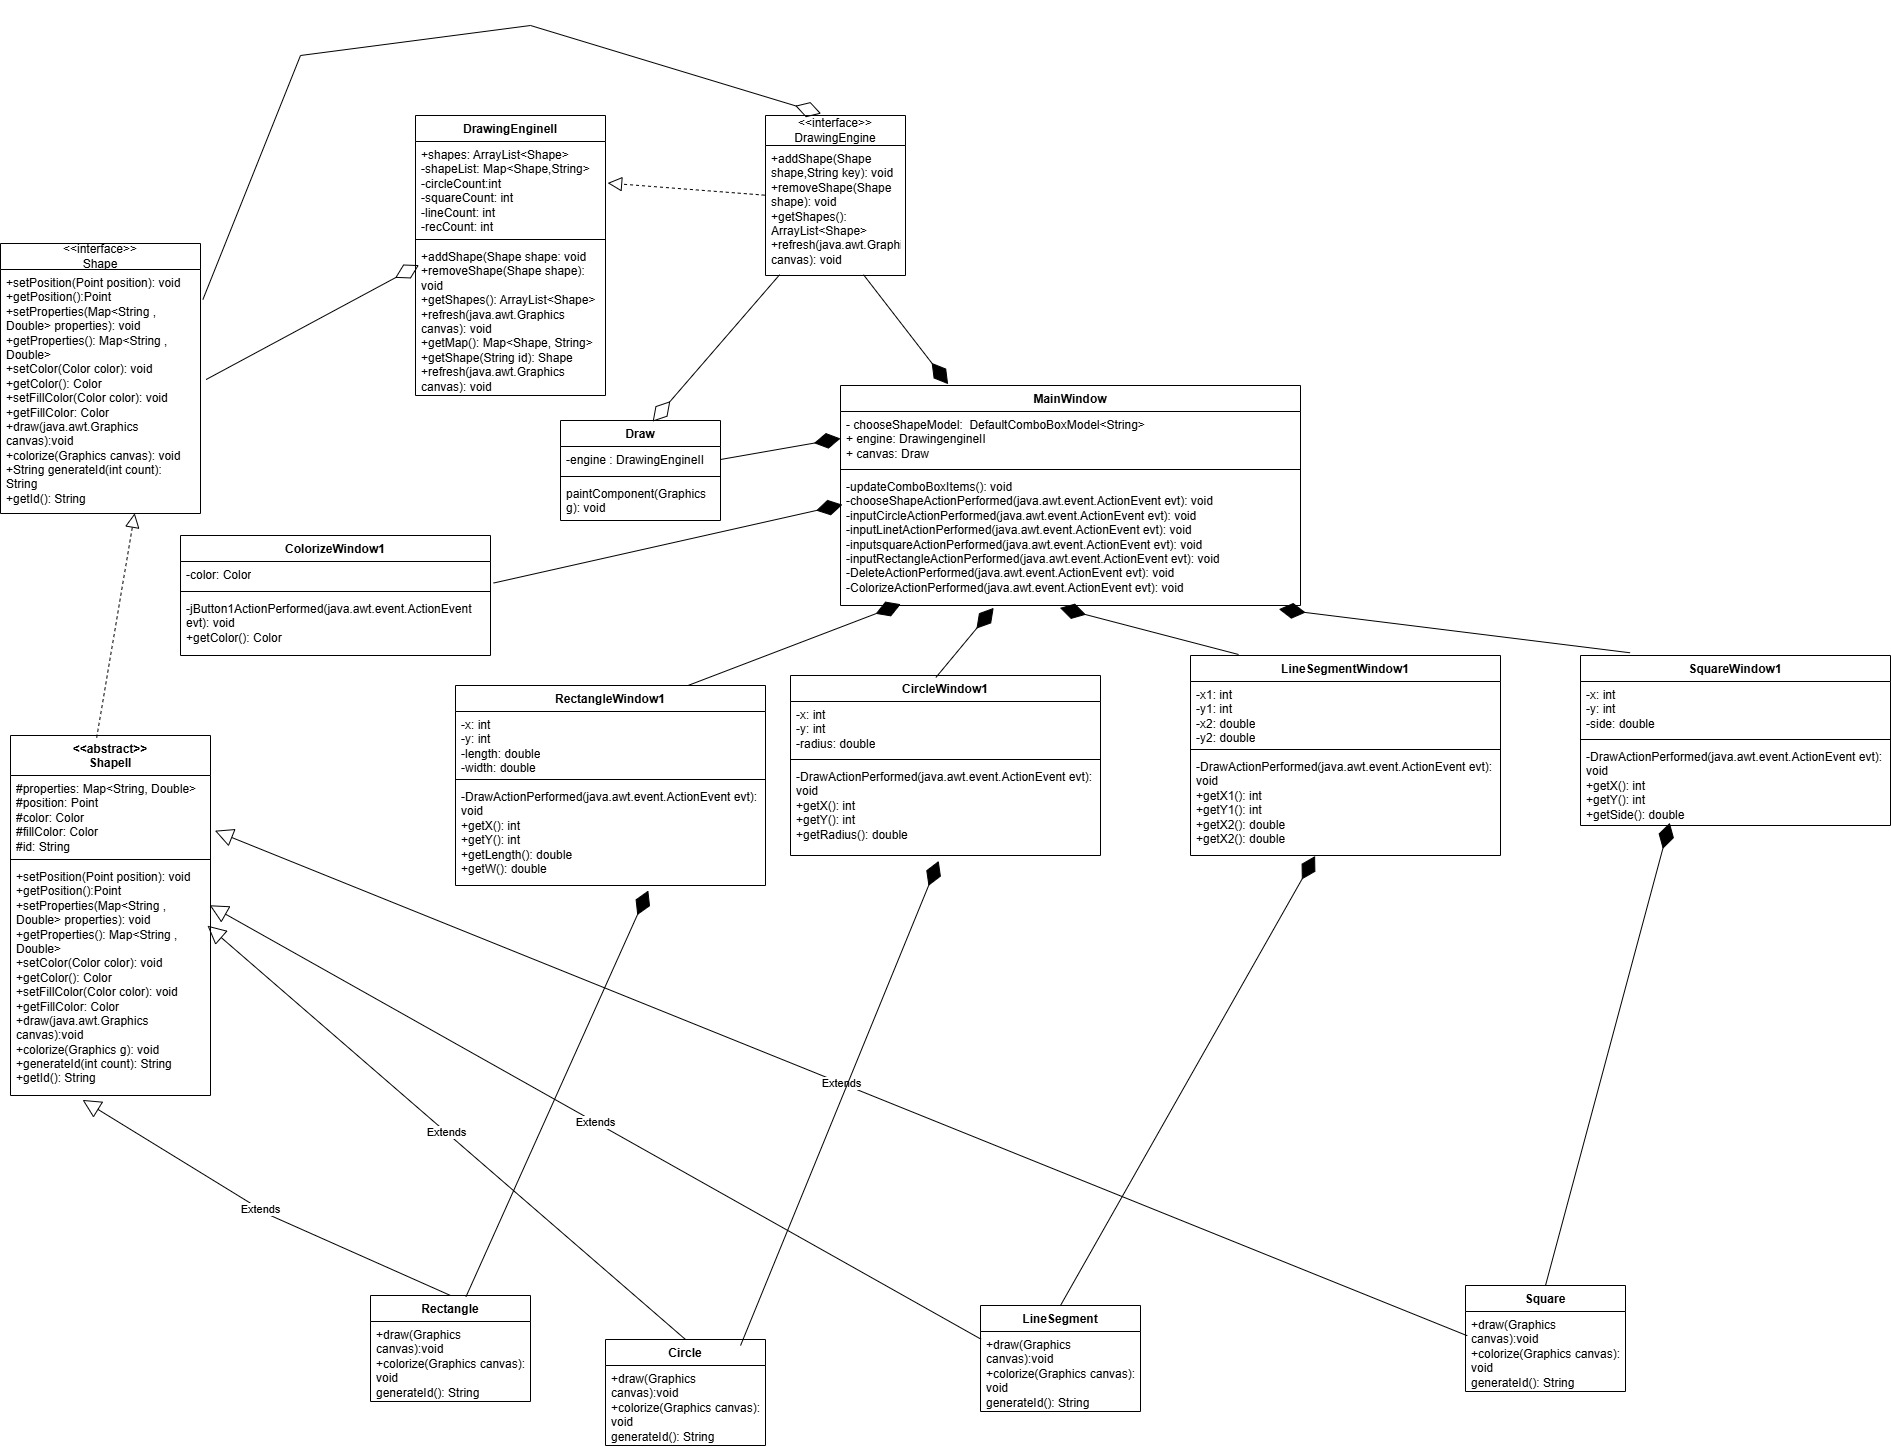 DrawingEngineII
+shapes: ArrayList<Shape>
-shapeList: Map<Shape,String>
-circleCount:int
-squareCount: int
-lineCount: int
-recCount: int
+addShape(Shape shape: void
+removeShape(Shape shape):
void
+getShapes(): ArrayList<Shape>
+refresh(java.awt.Graphics
canvas): void
+getMap(): Map<Shape, String>
+getShape(String id): Shape
+refresh(java.awt.Graphics
canvas): void
<<interface>>
DrawingEngine
+addShape(Shape
shape,String key): void
+removeShape(Shape
shape): void
+getShapes():
ArrayList<Shape>
+refresh(java.awt.Graphi
canvas): void
<<interface>>
Shape
+setPosition(Point position): void
+getPosition():Point
+setProperties(Map<String ,
Double> properties): void
+getProperties(): Map<String ,
Double>
+setColor(Color color): void
+getColor(): Color
+setFillColor(Color color): void
+getFillColor: Color
+draw(java.awt.Graphics
canvas):void
+colorize(Graphics canvas): void
+String generateId(int count):
String
+getId(): String
Draw
-engine : DrawingEngineII
paintComponent(Graphics
g): void
MainWindow
- chooseShapeModel:  DefaultComboBoxModel<String>
+ engine: DrawingengineII
+ canvas: Draw
-updateComboBoxItems(): void
-chooseShapeActionPerformed(java.awt.event.ActionEvent evt): void
-inputCircleActionPerformed(java.awt.event.ActionEvent evt): void
-inputLinetActionPerformed(java.awt.event.ActionEvent evt): void
-inputsquareActionPerformed(java.awt.event.ActionEvent evt): void
-inputRectangleActionPerformed(java.awt.event.ActionEvent evt): void
-DeleteActionPerformed(java.awt.event.ActionEvent evt): void
-ColorizeActionPerformed(java.awt.event.ActionEvent evt): void
ColorizeWindow1
-color: Color
-jButton1ActionPerformed(java.awt.event.ActionEvent
evt): void
+getColor(): Color
RectangleWindow1
-x: int
-y: int
-length: double
-width: double
-DrawActionPerformed(java.awt.event.ActionEvent evt):
void
+getX(): int
+getY(): int
+getLength(): double
+getW(): double
CircleWindow1
-x: int
-y: int
-radius: double
-DrawActionPerformed(java.awt.event.ActionEvent evt):
void
+getX(): int
+getY(): int
+getRadius(): double
LineSegmentWindow1
-x1: int
-y1: int
-x2: double
-y2: double
-DrawActionPerformed(java.awt.event.ActionEvent evt):
void
+getX1(): int
+getY1(): int
+getX2(): double
+getX2(): double
SquareWindow1
-x: int
-y: int
-side: double
-DrawActionPerformed(java.awt.event.ActionEvent evt):
void
+getX(): int
+getY(): int
+getSide(): double
<<abstract>>
ShapeII
#properties: Map<String, Double>
#position: Point
#color: Color
#fillColor: Color
#id: String
+setPosition(Point position): void
+getPosition():Point
+setProperties(Map<String ,
Double> properties): void
+getProperties(): Map<String ,
Double>
+setColor(Color color): void
+getColor(): Color
+setFillColor(Color color): void
+getFillColor: Color
+draw(java.awt.Graphics
canvas):void
+colorize(Graphics g): void
+generateId(int count): String
+getId(): String
Extends
Extends
Extends
Extends
Rectangle
+draw(Graphics
canvas):void
+colorize(Graphics canvas):
void
generateId(): String
Circle
+draw(Graphics
canvas):void
+colorize(Graphics canvas):
void
generateId(): String
LineSegment
+draw(Graphics
canvas):void
+colorize(Graphics canvas):
void
generateId(): String
Square
+draw(Graphics
canvas):void
+colorize(Graphics canvas):
void
generateId(): String